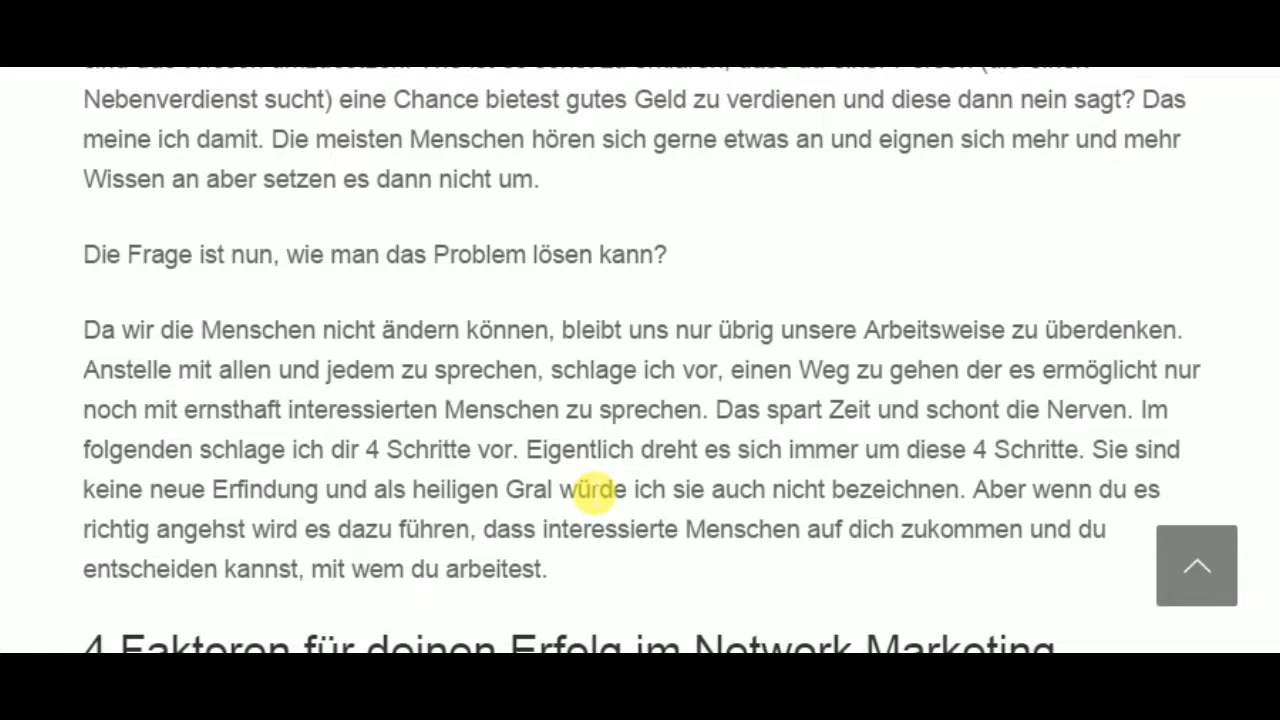 Nebenverdienst sucht) eine Chance bietest gutes Geld zu verdienen und diese dann nein sagt? Das
meine ich damit. Die meisten Menschen hören sich gerne etwas an und eignen sich mehr und mehr
Wissen an aber setzen es dann nicht um.
Die Frage ist nun, wie man das Problem lösen kann?
Da wir die Menschen nicht ändern können, bleibt uns nur übrig unsere Arbeitsweise zu überdenken.
Anstelle mit allen und jedem zu sprechen, schlage ich vor, einen Weg zu gehen der es ermöglicht nur
noch mit ernsthaft interessierten Menschen zu sprechen. Das spart Zeit und schont die Nerven. Im
folgenden schlage ich dir 4 Schritte vor. Eigentlich dreht es sich immer um diese 4 Schritte. Sie sind
keine neue Erfindung und als heiligen Gral würde ich sie auch nicht bezeichnen. Aber wenn du es
richtig angehst wird es dazu führen, dass interessierte Menschen auf dich zukommen und du
entscheiden kannst, mit wem du arbeitest.
4 Faktoren für deinen Erfolg im Network Marketing